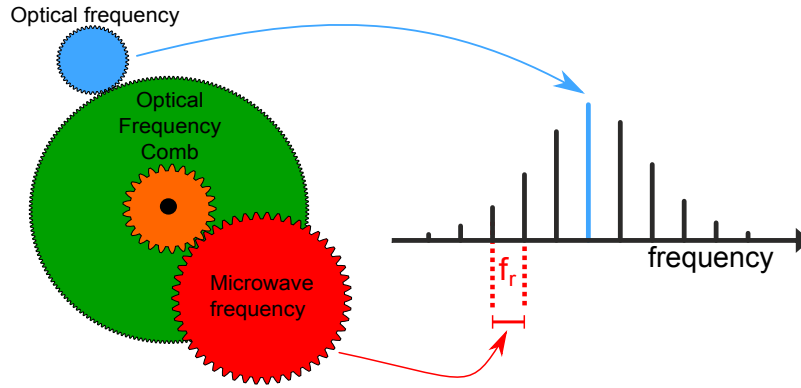 Optical frequency
Optical
Frequency
Comb
Microwave
frequency
frequency
fᵣ